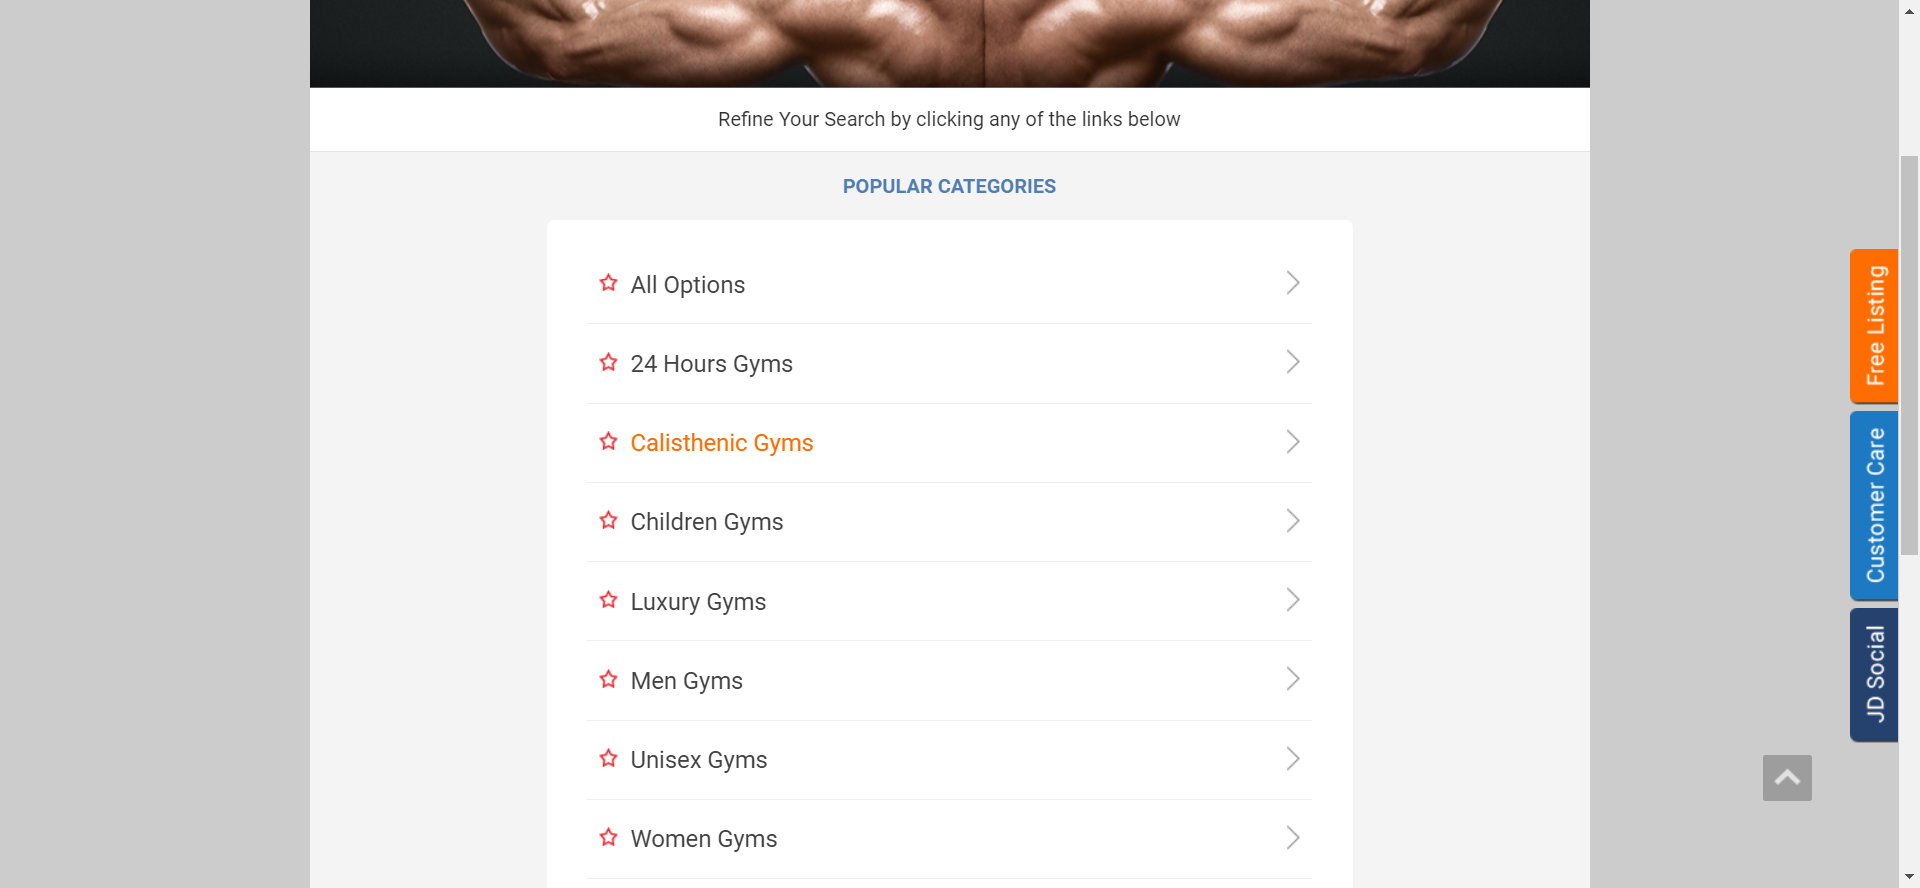 Refine Your Search by clicking any of the links below
POPULAR CATEGORIES
All Options
24 Hours Gyms
Calisthenic Gyms
Children Gyms
Luxury Gyms
Men Gyms
Unisex Gyms
Women Gyms
Free Listing
Customer Care
JD Social